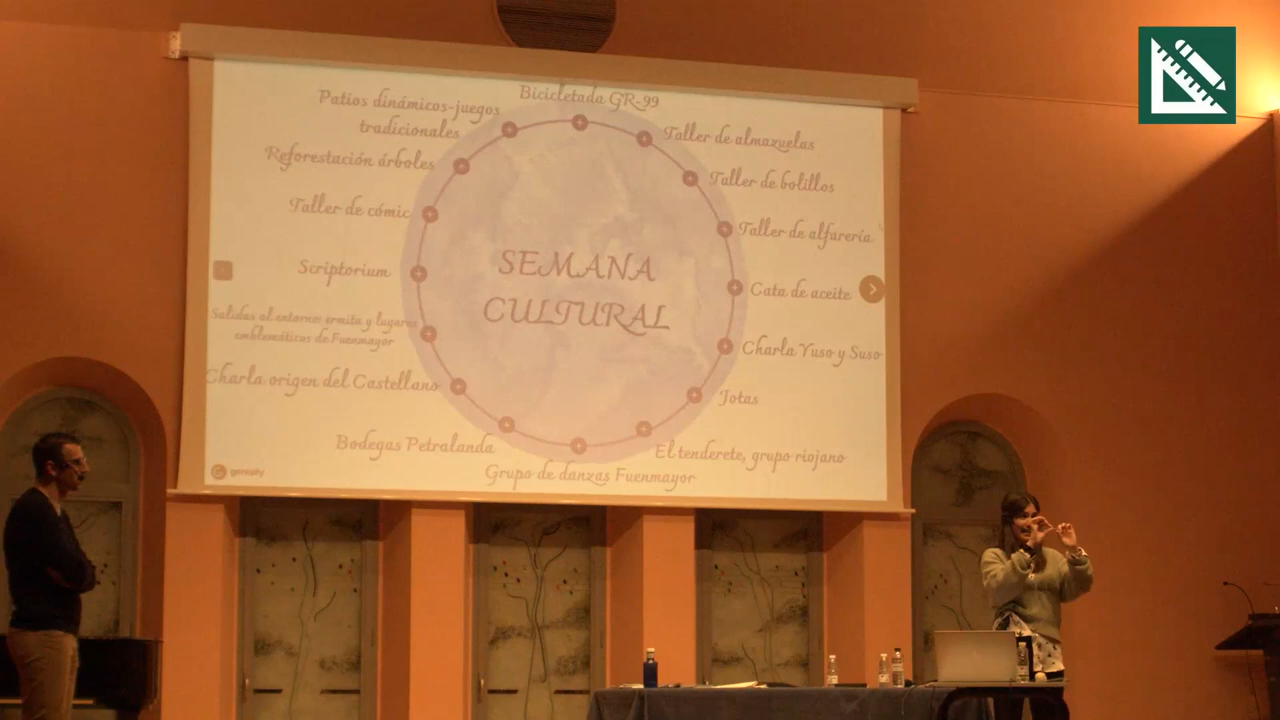 Bicicletada GR-99
Patios dinámicos-juegos
tradicionales
Taller de almazuelas
Reforestación árboles
Taller de bolillos
Taller de cómic
Taller de alfarería
SEMANA
CULTURAL
Scriptorium
Cata de aceite
Salidas al entorno: ermita y lugares
emblemáticos de Fuenmayor
Charla Yuso y Suso
Charla origen del Castellano
Jotas
Bodegas Petralanda
El tenderete, grupo riojano
Grupo de danzas Fuenmayor
genially